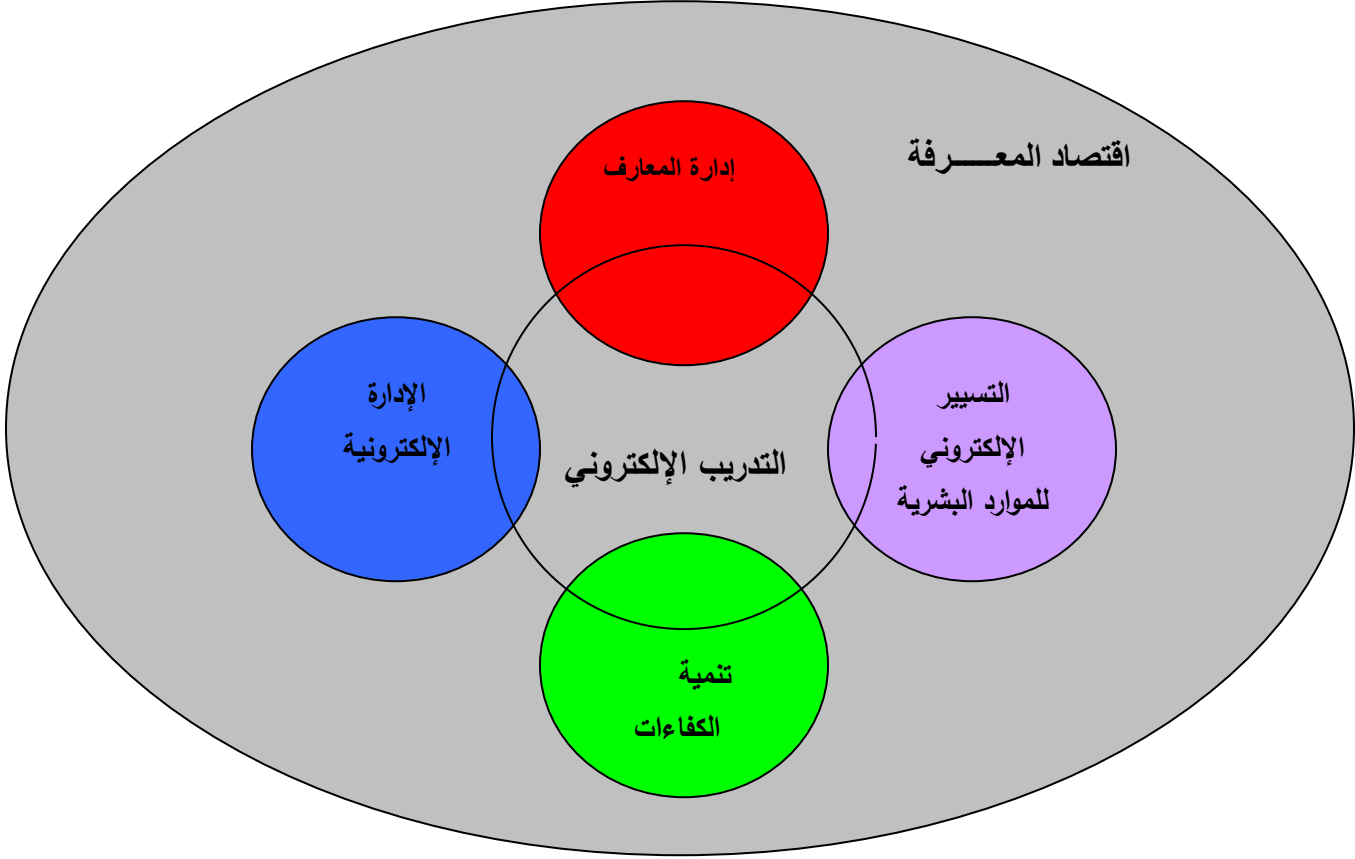 اقتصاد المعـــــرفة
إدارة المعارف
التسيير
الإلكتروني
للموارد البشرية
التدريب الإلكتروني
الإدارة
الإلكترونية
تنمية
الكفاءات